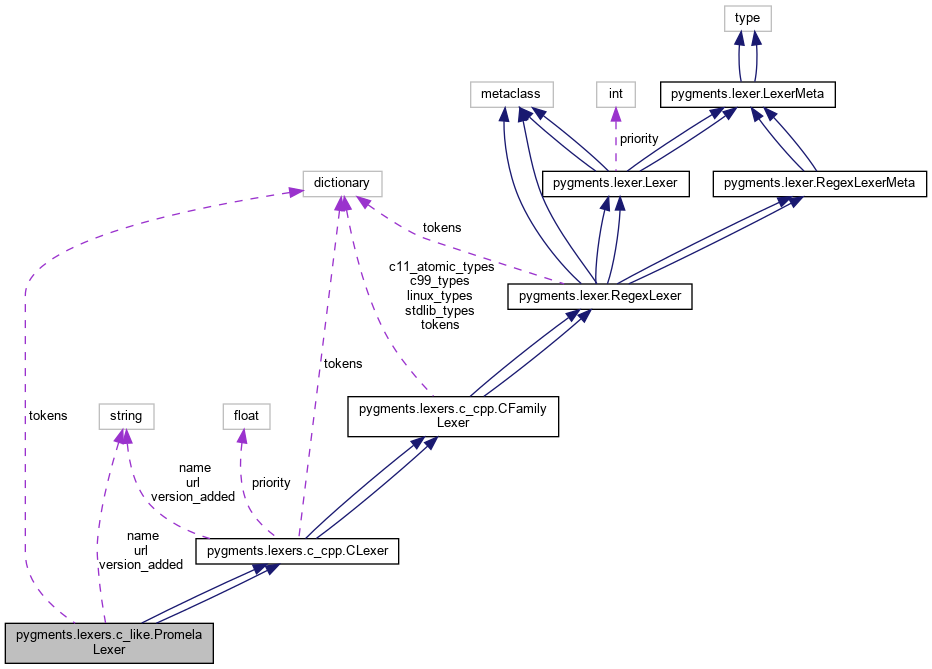 type
metaclass
int
pygments.lexer.LexerMeta
priority
dictionary
pygments.lexer.Lexer
pygments.lexer.RegexLexerMeta
tokens
c11_atomic_types
c99_types
linux_types
stdlib_types
tokens
pygments.lexer.RegexLexer
tokens
tokens
string
float
pygments.lexers.c_cpp.CFamily
Lexer
name
url
version_added
priority
name
url
version_added
pygments.lexers.c_cpp.CLexer
pygments.lexers.c_like.Promela
Lexer